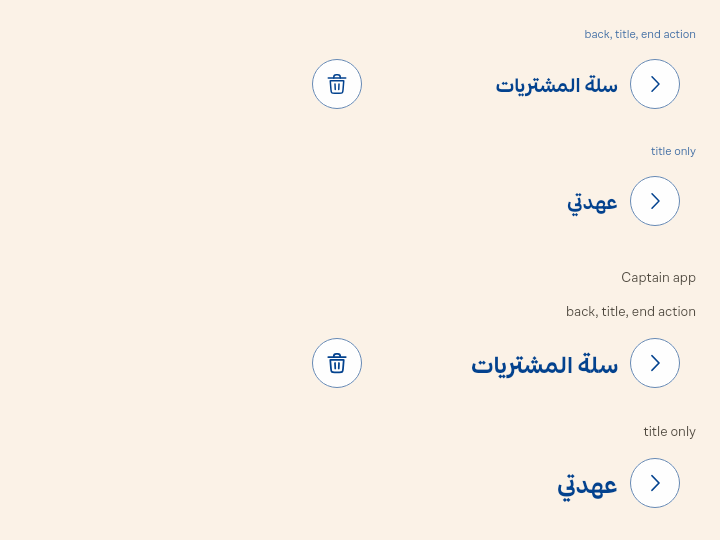 back, title, end action
سلة المشتريات
title only
عهدتي
Captain app
back, title, end action
سلة المشتريات
title only
عهدتي